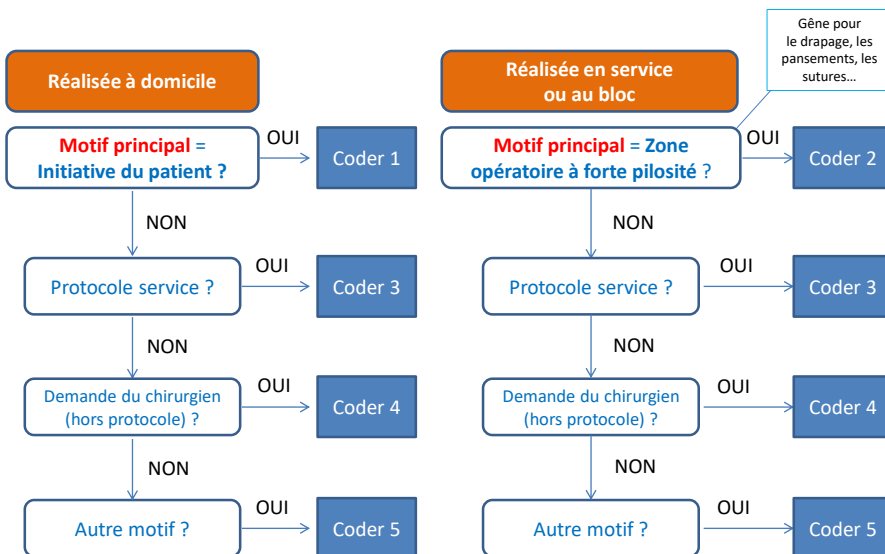 Gêne pour
le drapage, les
pansements, les
sutures…
Réalisée à domicile
Réalisée en service
ou au bloc
Motif principal =
Initiative du patient ?
OUI
Coder 1
Motif principal = Zone
opératoire à forte pilosité ?
OUI
Coder 2
NON
NON
Protocole service ?
OUI
Coder 3
Protocole service ?
OUI
Coder 3
NON
NON
Demande du chirurgien
(hors protocole) ?
OUI
Coder 4
Demande du chirurgien
(hors protocole) ?
OUI
Coder 4
NON
NON
Autre motif ?
OUI
Coder 5
Autre motif ?
OUI
Coder 5